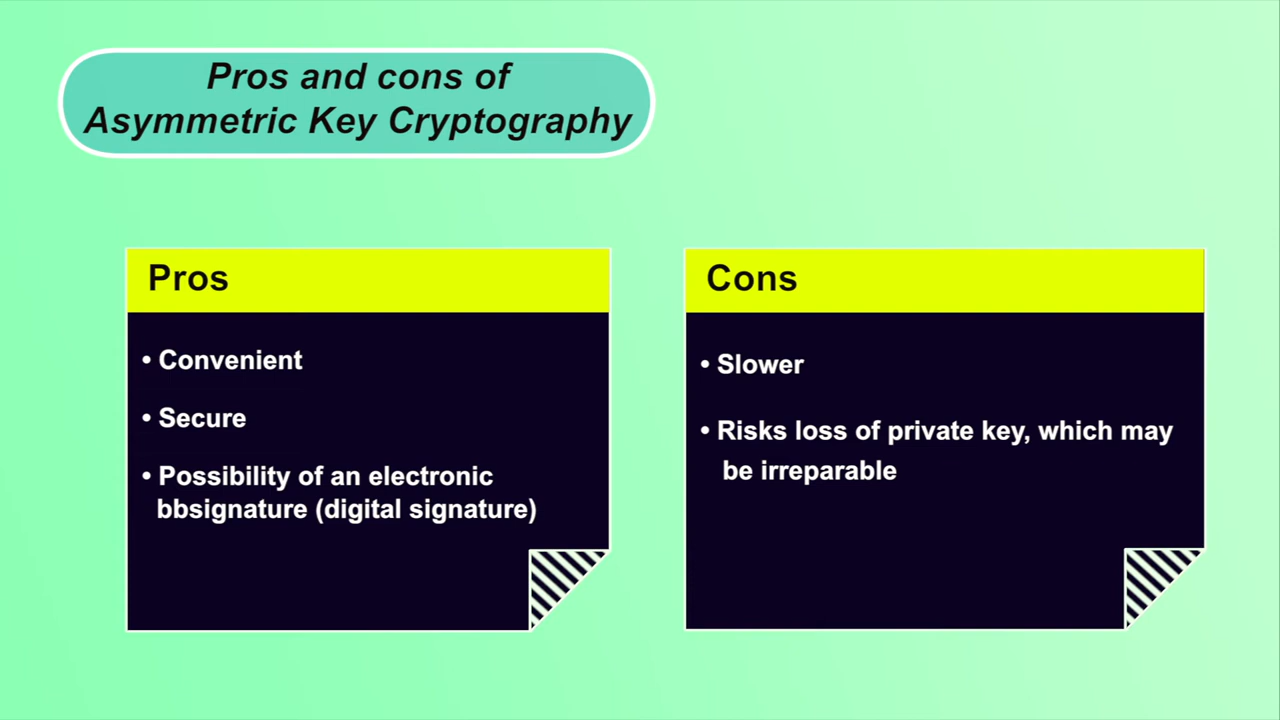 Pros and cons of
Asymmetric Key Cryptography
Pros
• Convenient
• Secure
• Possibility of an electronic
bbsignature (digital signature)
Cons
• Slower
• Risks loss of private key, which may
be irreparable